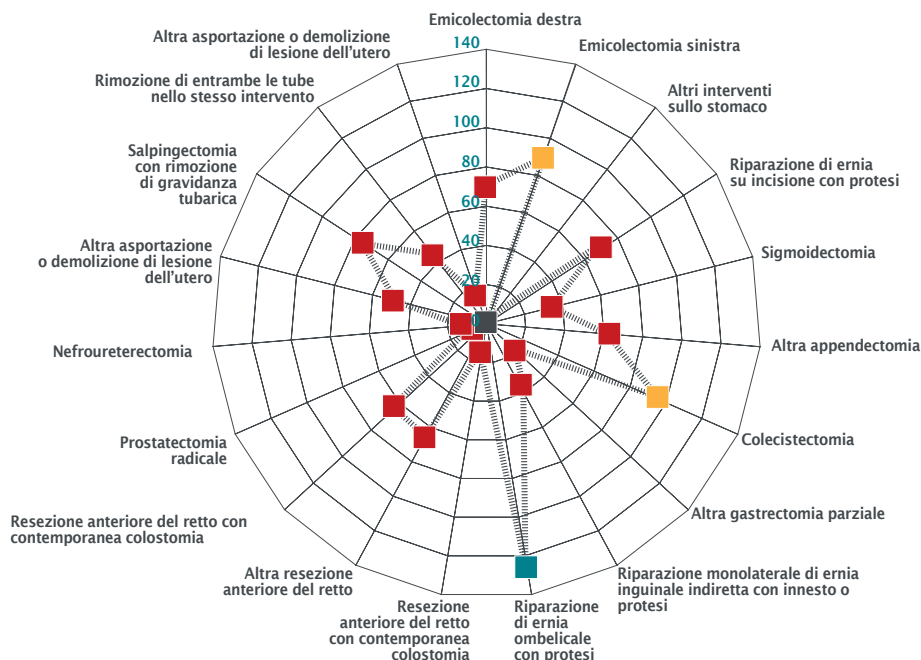 Emicolectomia destra
Emicolectomia sinistra
Altri interventi
sullo stomaco
Riparazione di ernia
su incisione con protesi
Sigmoidectomia
Altra appendectomia
Colecistectomia
Altra gastrectomia parziale
Riparazione monolaterale di ernia
inguinale indiretta con innesto o
protesi
Riparazione
di ernia
ombelicale
con protesi
Resezione
anteriore del retto
con contemporanea
colostomia
Altra resezione
anteriore del retto
Resezione anteriore del retto con
contemporanea colostomia
Prostatectomia
radicale
Nefroureterectomia
Altra asportazione
o demolizione di lesione
dell'utero
Salpingectomia
con rimozione
di gravidanza
tubarica
Rimozione di entrambe le tube
nello stesso intervento
Altra asportazione o demolizione
di lesione dell'utero
140
120
100
80
60
40
20
0